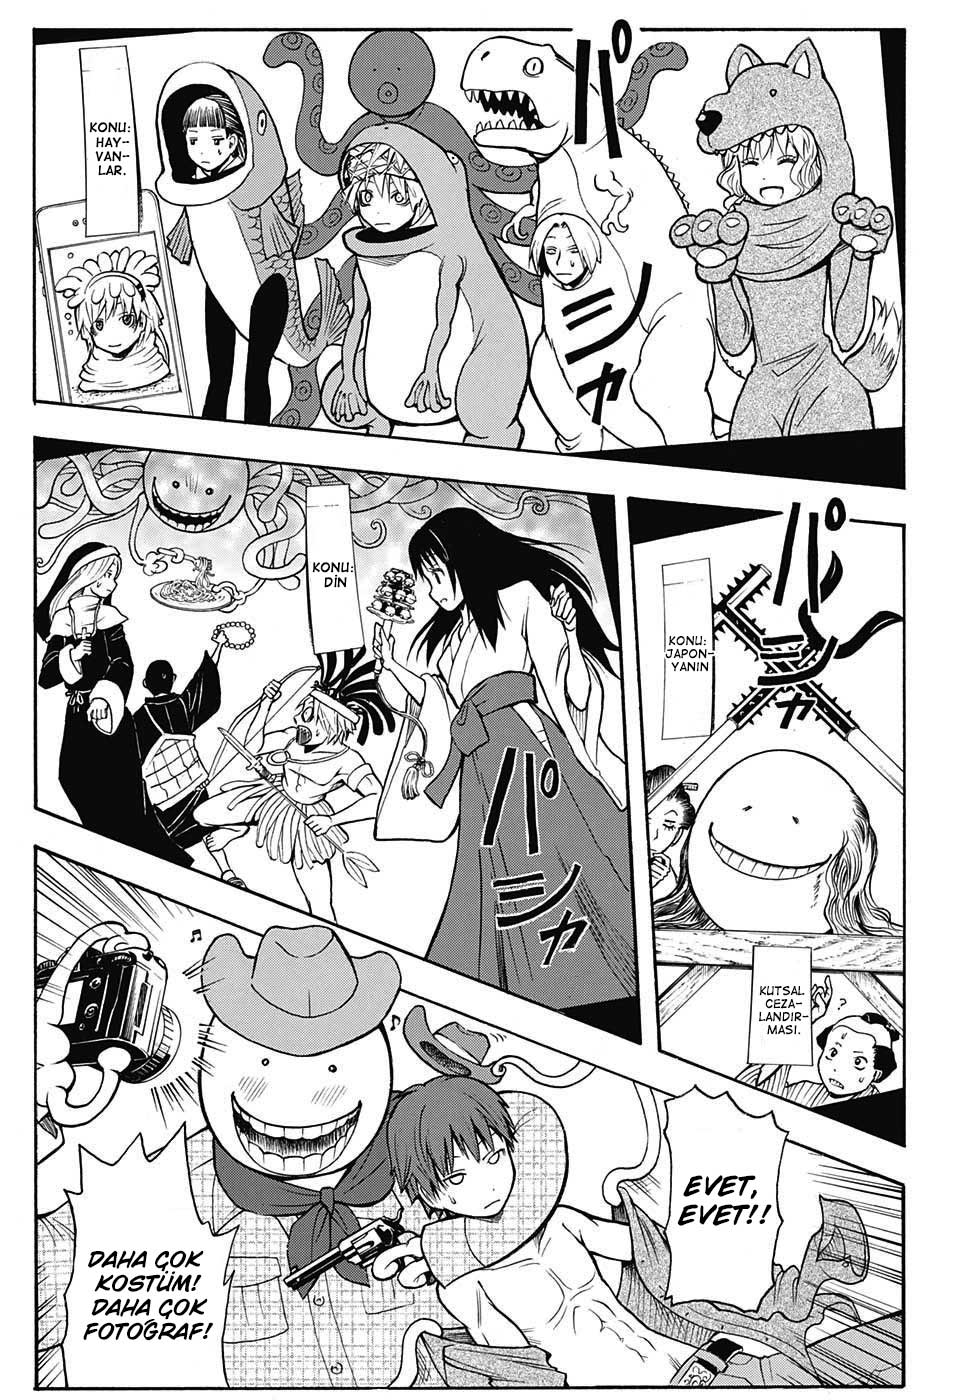 KONU:
HAY-
VAN-
LAR.
パシャ
パシャ
KONU:
JAPON-
YANIN
KUTSAL
CEZA-
LANDIR-
MASI.
?
KONU:
DİN
パシャ
EVET,
EVET!!
DAHA ÇOK
KOSTÜM!
DAHA ÇOK
FOTOĞRAF!